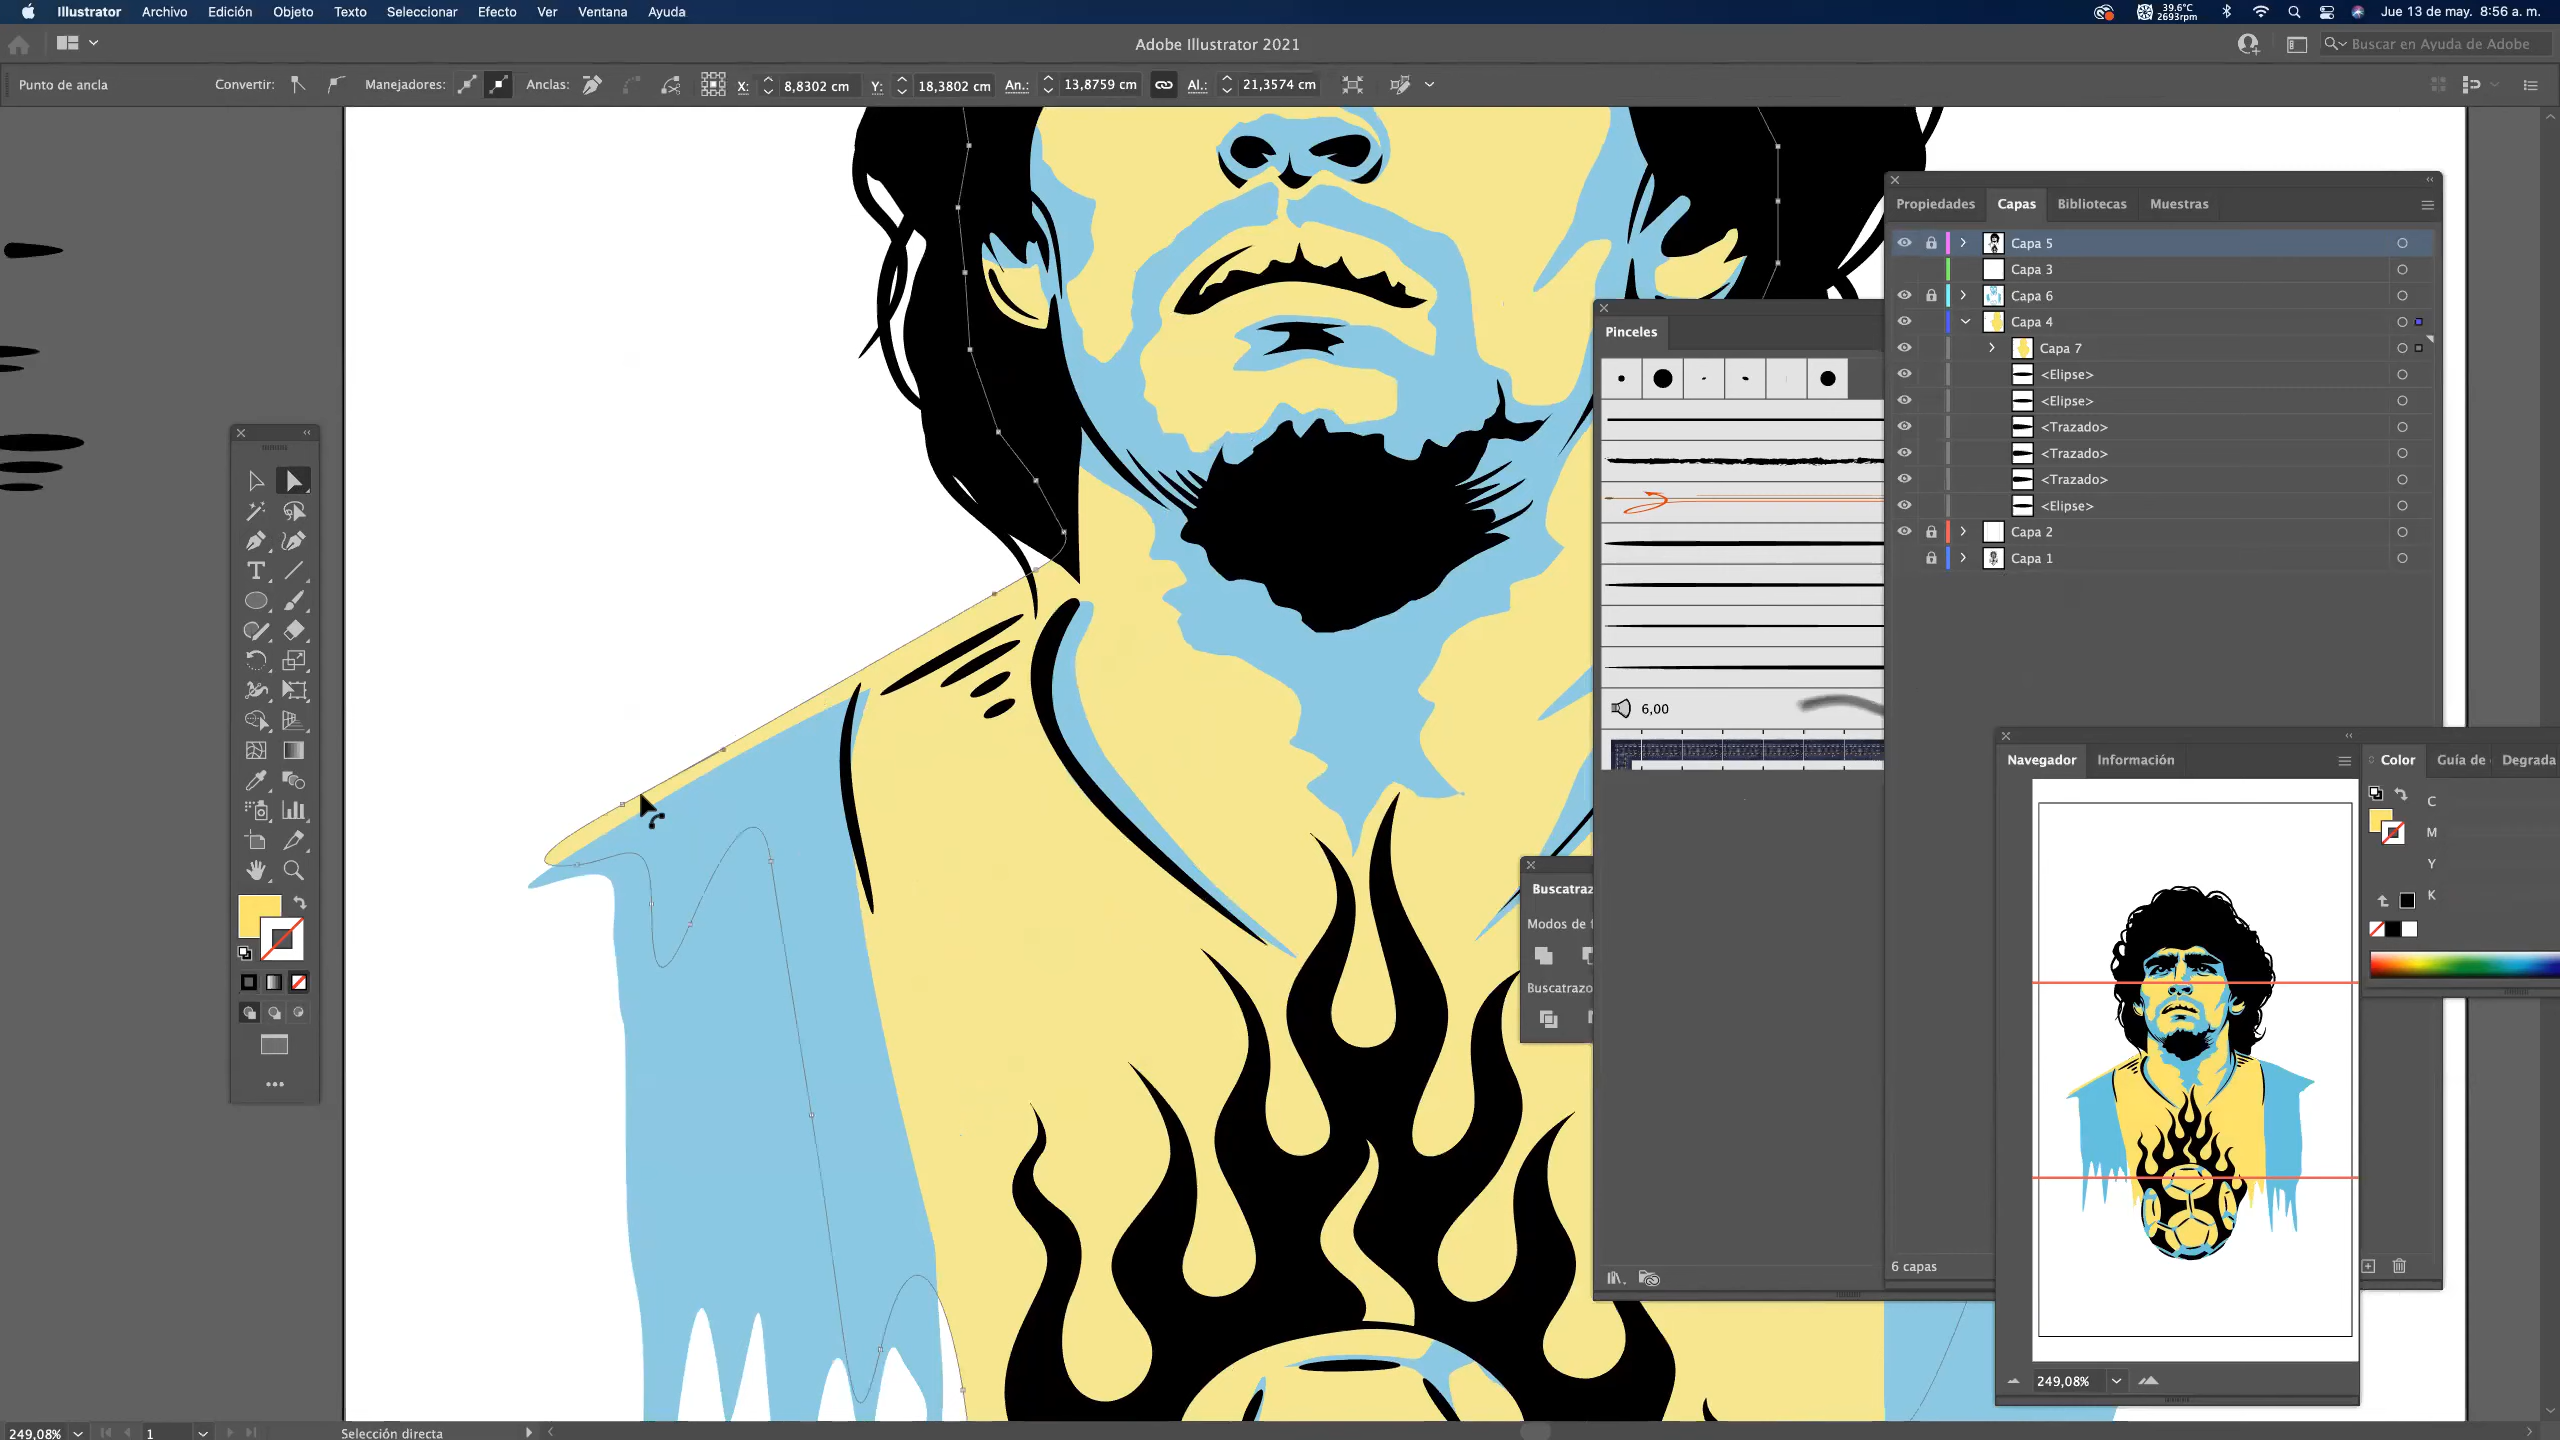 Illustrator Archivo Edición Objeto Texto Seleccionar Efecto Ver Ventana Ayuda
39.6°C
2693rpm
Jue 13 de may. 8:56 a. m.
Adobe Illustrator 2021
Buscar en Ayuda de Adobe
Punto de ancla Convertir: Manejadores: Anclas: X: 8,8302 cm Y: 18,3802 cm An.: 13,8759 cm Al.: 21,3574 cm
Propiedades Capas Bibliotecas Muestras
Capa 5
Capa 3
Capa 6
Capa 4
Capa 7
<Elipse>
<Elipse>
<Trazado>
<Trazado>
<Trazado>
<Elipse>
Capa 2
Capa 1
6 capas
Pinceles
6,00
Buscatraz
Modos de f
Buscatrazo
Navegador Información
249,08%
Color Guía de Degrada
C
M
Y
K
249,08% 1 Selección directa